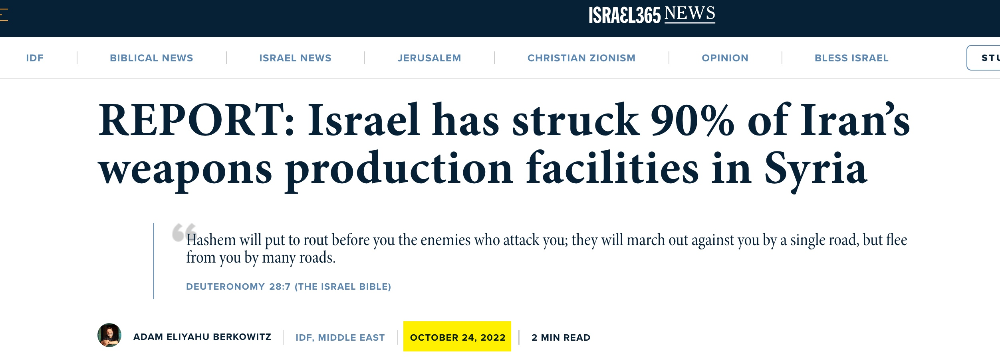 ISRAEL365 NEWS
IDF
BIBLICAL NEWS
ISRAEL NEWS
JERUSALEM
CHRISTIAN ZIONISM
OPINION
BLESS ISRAEL
REPORT: Israel has struck 90% of Iran’s
weapons production facilities in Syria
“
Hashem will put to rout before you the enemies who attack you; they will march out against you by a single road, but flee
from you by many roads.
DEUTERONOMY 28:7 (THE ISRAEL BIBLE)
ADAM ELIYAHU BERKOWITZ
IDF, MIDDLE EAST
OCTOBER 24, 2022
2 MIN READ